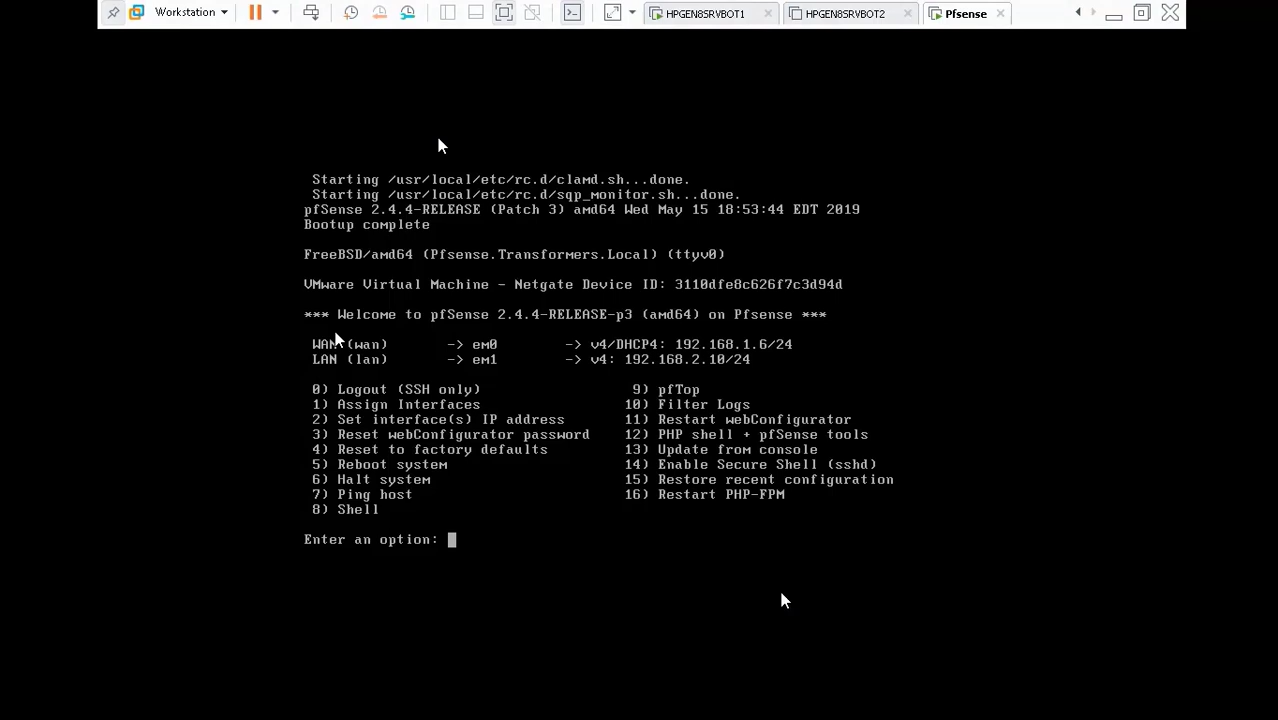 Workstation HPGEN8SRVBOT1 HPGEN8SRVBOT2 Pfsense
Starting /usr/local/etc/rc.d/clamd.sh...done.
Starting /usr/local/etc/rc.d/sqp_monitor.sh...done.
pfSense 2.4.4-RELEASE (Patch 3) amd64 Wed May 15 18:53:44 EDT 2019
Bootup complete
FreeBSD/amd64 (Pfsense.Transformers.Local) (ttyv0)
VMware Virtual Machine - Netgate Device ID: 3110dfe8c626f7c3d94d
*** Welcome to pfSense 2.4.4-RELEASE-p3 (amd64) on Pfsense ***
WAN (wan) -> em0 -> v4/DHCP4: 192.168.1.6/24
LAN (lan) -> em1 -> v4: 192.168.2.10/24
0) Logout (SSH only) 9) pfTop
1) Assign Interfaces 10) Filter Logs
2) Set interface(s) IP address 11) Restart webConfigurator
3) Reset webConfigurator password 12) PHP shell + pfSense tools
4) Reset to factory defaults 13) Update from console
5) Reboot system 14) Enable Secure Shell (sshd)
6) Halt system 15) Restore recent configuration
7) Ping host 16) Restart PHP-FPM
8) Shell
Enter an option: